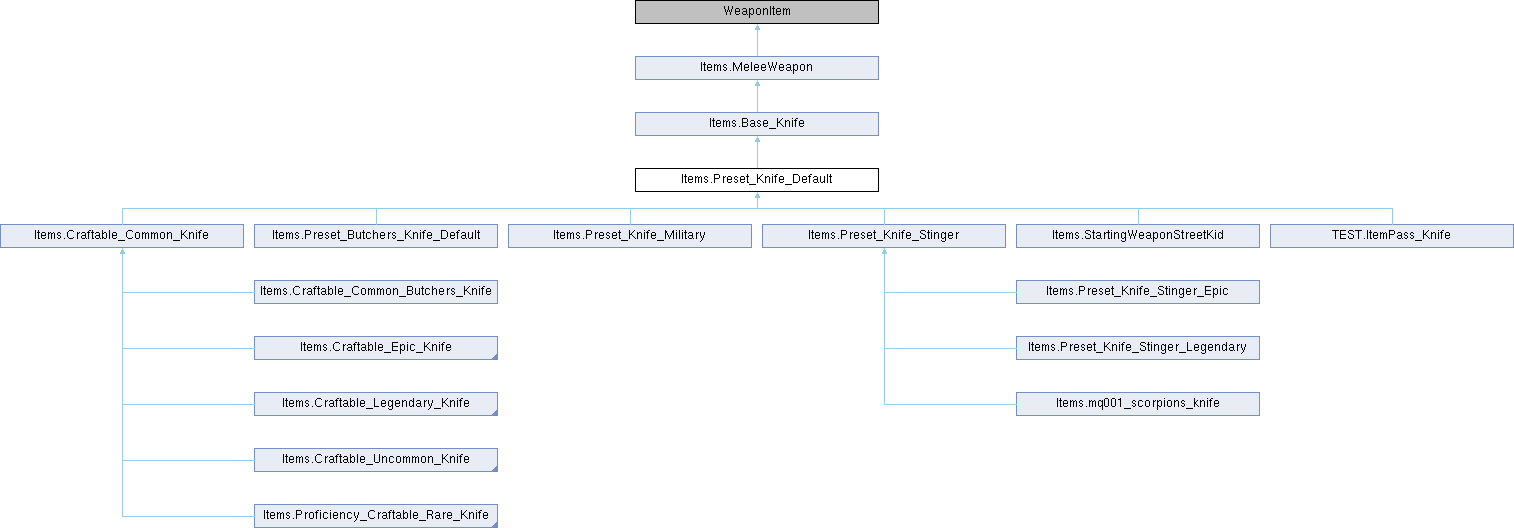 WeaponItem
Items.MeleeWeapon
Items.Base_Knife
Items.Preset_Knife_Default
Items.Craftable_Common_Knife
Items.Preset_Butchers_Knife_Default
Items.Preset_Knife_Military
Items.Preset_Knife_Stinger
Items.StartingWeaponStreetKid
TEST.ItemPass_Knife
Items.Craftable_Common_Butchers_Knife
Items.Preset_Knife_Stinger_Epic
Items.Craftable_Epic_Knife
Items.Preset_Knife_Stinger_Legendary
Items.Craftable_Legendary_Knife
Items.mq001_scorpions_knife
Items.Craftable_Uncommon_Knife
Items.Proficiency_Craftable_Rare_Knife